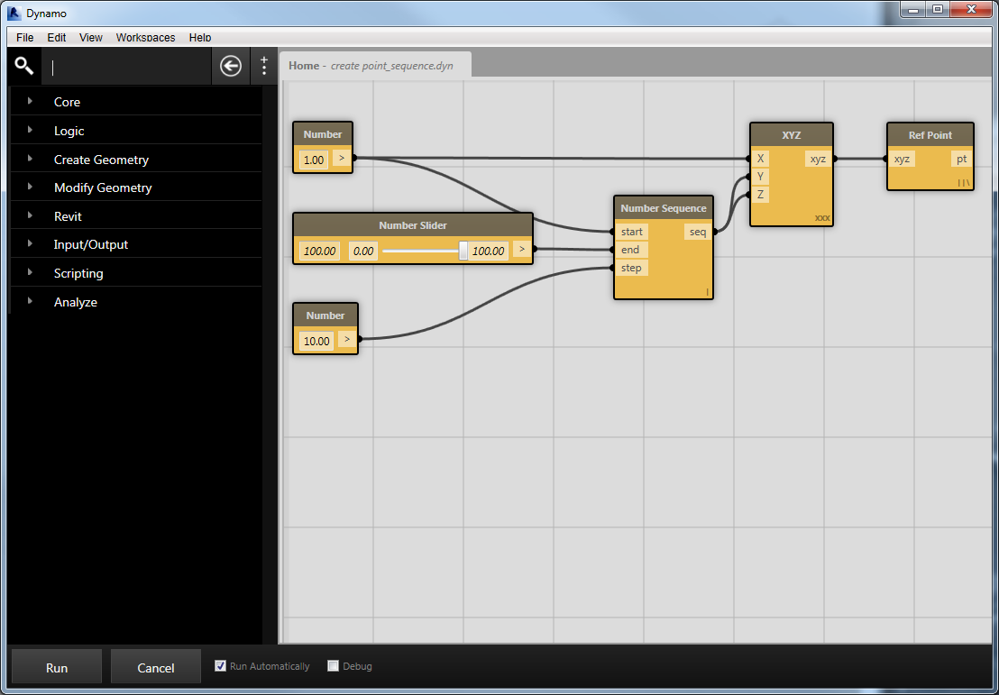 Dynamo
File Edit View Workspaces Help
Home - create point_sequence.dyn
Core
Logic
Create Geometry
Modify Geometry
Revit
Input/Output
Scripting
Analyze
Number
1.00 >
Number Slider
100.00 0.00 100.00 >
Number
10.00 >
Number Sequence
start seq
end
step
|
XYZ
X xyz
Y
Z
xxx
Ref Point
xyz pt
||\
Run Cancel Run Automatically Debug